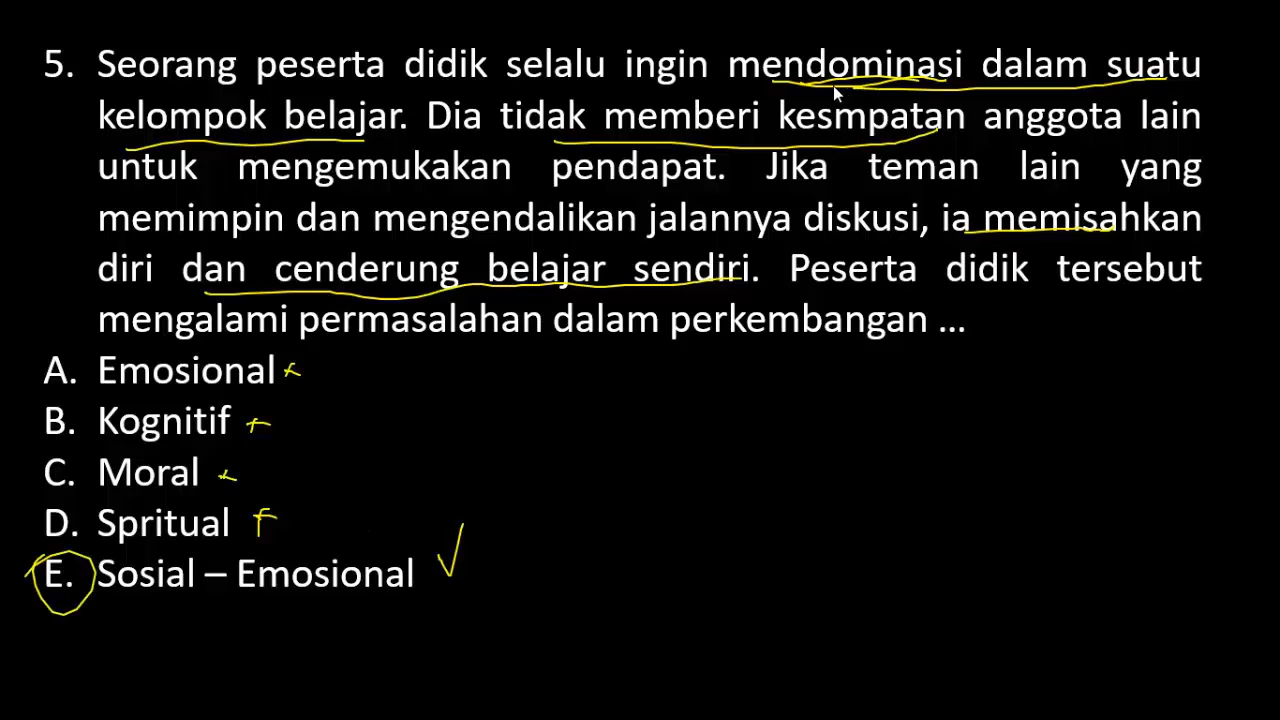 5. Seorang peserta didik selalu ingin mendominasi dalam suatu
kelompok belajar. Dia tidak memberi kesmpatan anggota lain
untuk mengemukakan pendapat. Jika teman lain yang
memimpin dan mengendalikan jalannya diskusi, ia memisahkan
diri dan cenderung belajar sendiri. Peserta didik tersebut
mengalami permasalahan dalam perkembangan ...
A. Emosional
B. Kognitif
C. Moral
D. Spritual
E. Sosial – Emosional